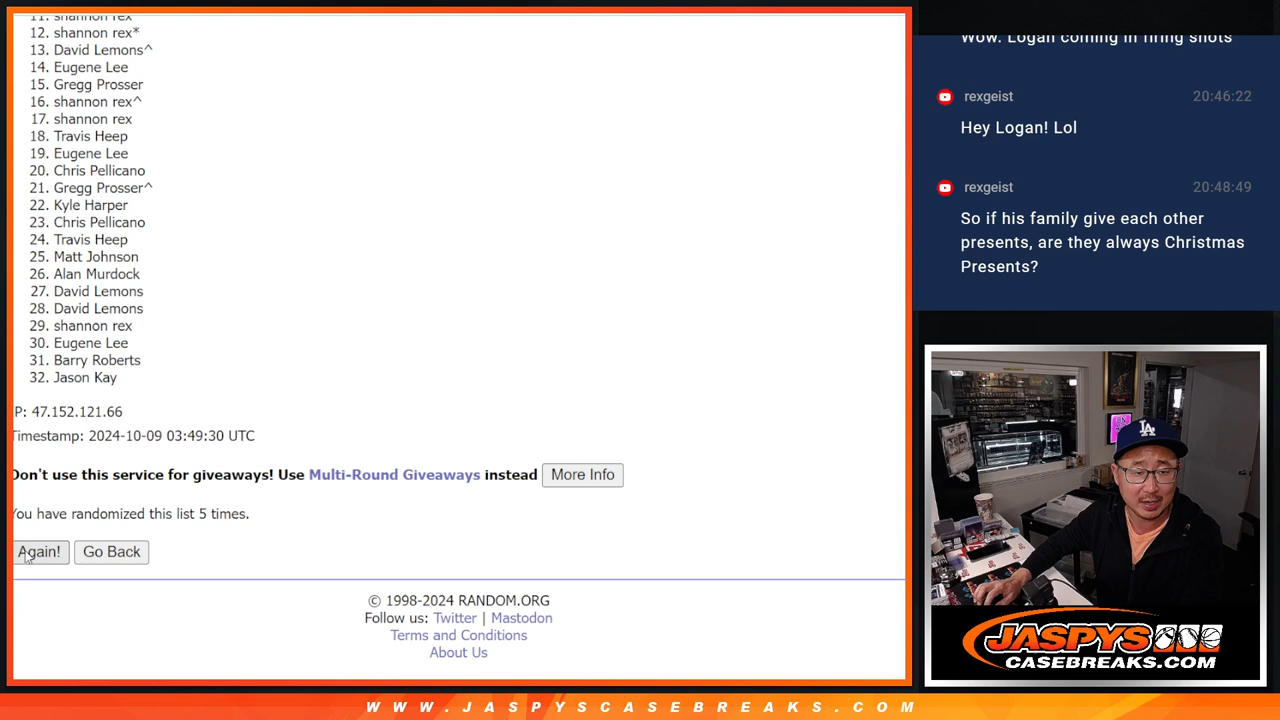 11. shannon rex
12. shannon rex*
13. David Lemons^
14. Eugene Lee
15. Gregg Prosser
16. shannon rex^
17. shannon rex
18. Travis Heep
19. Eugene Lee
20. Chris Pellicano
21. Gregg Prosser^
22. Kyle Harper
23. Chris Pellicano
24. Travis Heep
25. Matt Johnson
26. Alan Murdock
27. David Lemons
28. David Lemons
29. shannon rex
30. Eugene Lee
31. Barry Roberts
32. Jason Kay
P: 47.152.121.66
Timestamp: 2024-10-09 03:49:30 UTC
Don't use this service for giveaways! Use Multi-Round Giveaways instead More Info
You have randomized this list 5 times.
Again! Go Back
© 1998-2024 RANDOM.ORG
Follow us: Twitter | Mastodon
Terms and Conditions
About Us
Wow. Logan coming in firing shots
rexgeist 20:46:22
Hey Logan! Lol
rexgeist 20:48:49
So if his family give each other
presents, are they always Christmas
Presents?
LA
JASPYS
CASEBREAKS.COM
WWW.JASPYSCASEBREAKS.COM